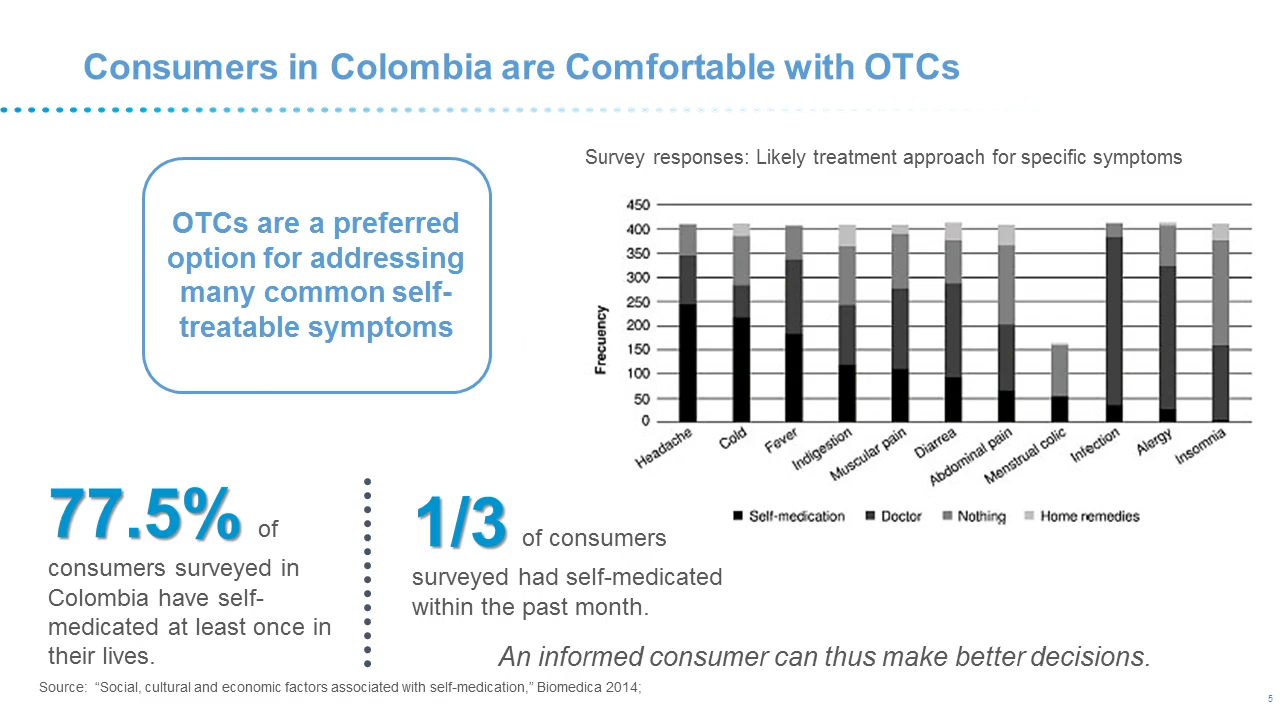 Consumers in Colombia are Comfortable with OTCs
OTCs are a preferred
option for addressing
many common self-
treatable symptoms
Survey responses: Likely treatment approach for specific symptoms
Frecuency
450
400
350
300
250
200
150
100
50
0
Headache
Cold
Fever
Indigestion
Muscular pain
Diarrea
Abdominal pain
Menstrual colic
Infection
Alergy
Insomnia
Self-medication Doctor Nothing Home remedies
77.5% of
consumers surveyed in
Colombia have self-
medicated at least once in
their lives.
1/3 of consumers
surveyed had self-medicated
within the past month.
An informed consumer can thus make better decisions.
Source: “Social, cultural and economic factors associated with self-medication,” Biomedica 2014;
5